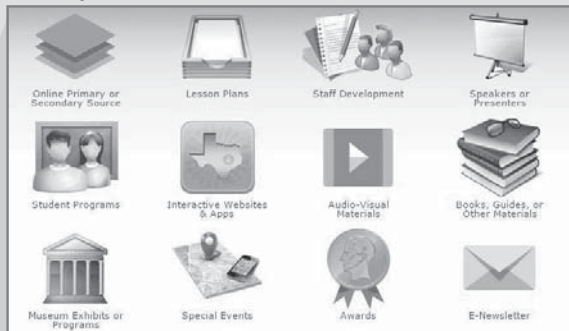 Online Primary or
Secondary Source
Lesson Plans
Staff Development
Speakers or
Presenters
Student Programs
Interactive Websites
& Apps
Audio-Visual
Materials
Books, Guides, or
Other Materials
Museum Exhibits or
Programs
Special Events
Awards
E-Newsletter